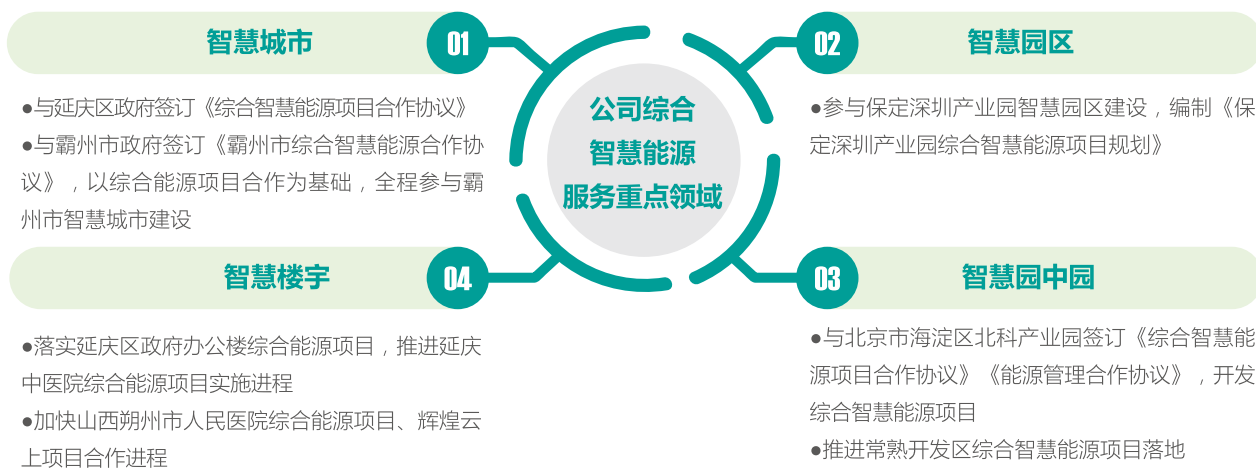 智慧城市
01
●与延庆区政府签订《综合智慧能源项目合作协议》
●与霸州市政府签订《霸州市综合智慧能源合作协
议》，以综合能源项目合作为基础，全程参与霸
州市智慧城市建设
公司综合
智慧能源
服务重点领域
02
智慧园区
●参与保定深圳产业园智慧园区建设，编制《保
定深圳产业园综合智慧能源项目规划》
03
智慧园中园
●与北京市海淀区北科产业园签订《综合智慧能
源项目合作协议》《能源管理合作协议》，开发
综合智慧能源项目
●推进常熟开发区综合智慧能源项目落地
智慧楼宇
04
●落实延庆区政府办公楼综合能源项目，推进延庆
中医院综合能源项目实施进程
●加快山西朔州市人民医院综合能源项目、辉煌云
上项目合作进程